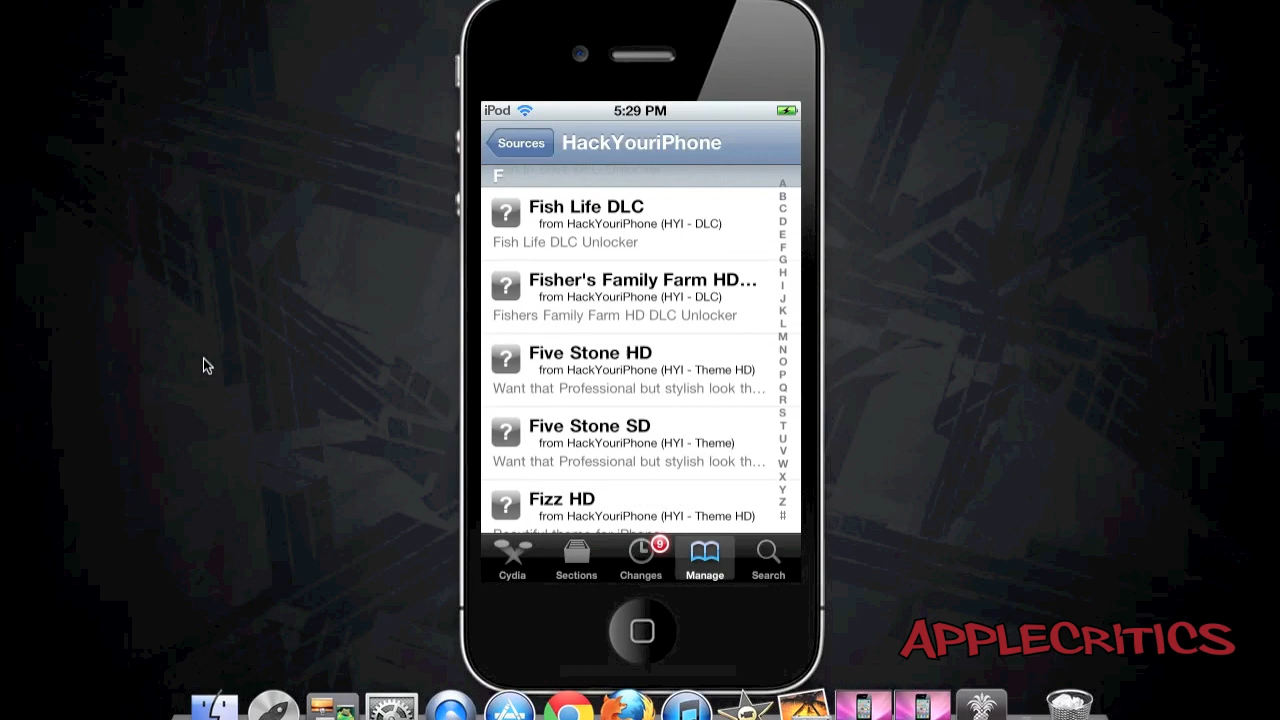 iPod 5:29 PM
Sources HackYouriPhone
F
Fish Life DLC
from HackYouriPhone (HYI - DLC)
Fish Life DLC Unlocker
Fisher's Family Farm HD...
from HackYouriPhone (HYI - DLC)
Fishers Family Farm HD DLC Unlocker
Five Stone HD
from HackYouriPhone (HYI - Theme HD)
Want that Professional but stylish look th...
Five Stone SD
from HackYouriPhone (HYI - Theme)
Want that Professional but stylish look th...
Fizz HD
from HackYouriPhone (HYI - Theme HD)
A
B
C
D
E
F
G
H
I
J
K
L
M
N
O
P
Q
R
S
T
U
V
W
X
Y
Z
#
9
Cydia Sections Changes Manage Search
APPLECRITICS